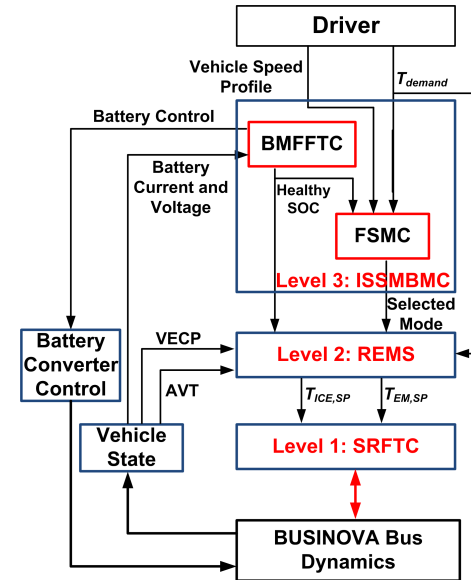 Driver
Vehicle Speed
Profile
T_demand
Battery Control
BMFFTC
Battery
Current and
Voltage
Healthy
SOC
FSMC
Level 3: ISSMBMC
Selected
Mode
Battery
Converter
Control
VECP
Level 2: REMS
AVT
T_ICE,SP
T_EM,SP
Vehicle
State
Level 1: SRFTC
BUSINOVA Bus
Dynamics